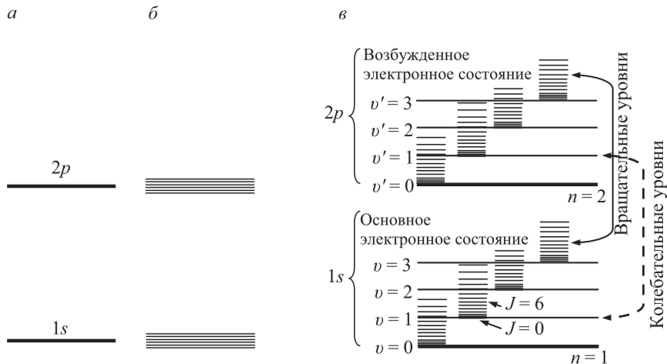 а
б
в
2p
1s
Возбужденное
электронное состояние
2p
υ′ = 3
υ′ = 2
υ′ = 1
υ′ = 0
n = 2
Основное
электронное состояние
1s
υ = 3
υ = 2
υ = 1
υ = 0
J = 6
J = 0
n = 1
Вращательные уровни
Колебательные уровни